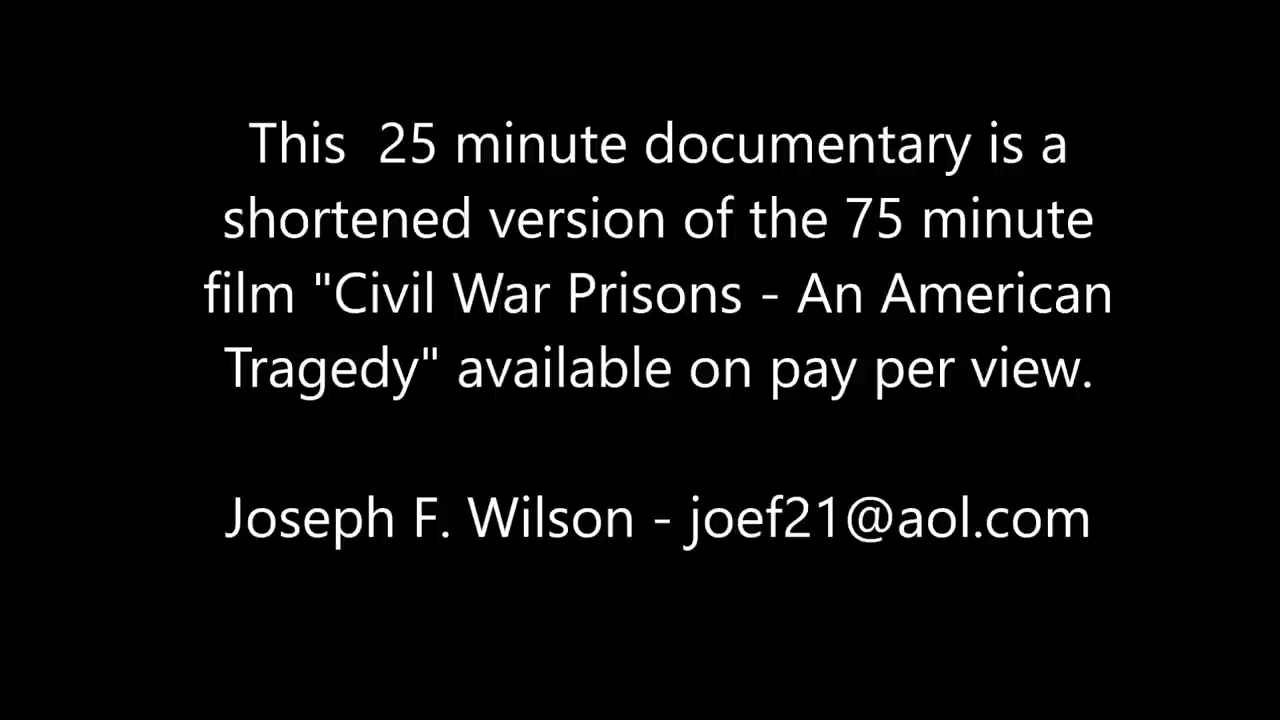 This  25 minute documentary is a
shortened version of the 75 minute
film "Civil War Prisons - An American
Tragedy" available on pay per view.
Joseph F. Wilson - joef21@aol.com